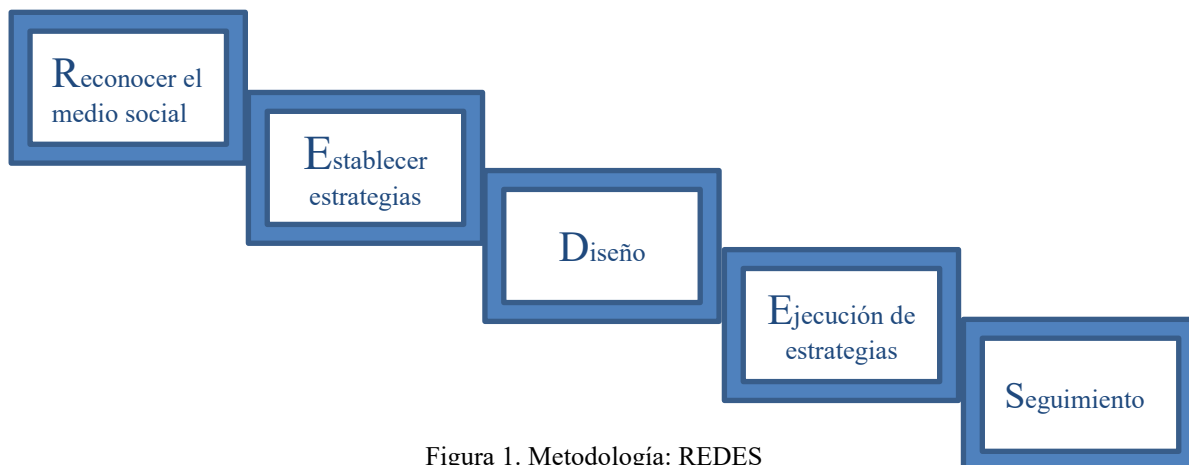 Reconocer el
medio social
Establecer
estrategias
Diseño
Ejecución de
estrategias
Seguimiento
Figura 1. Metodología: REDES